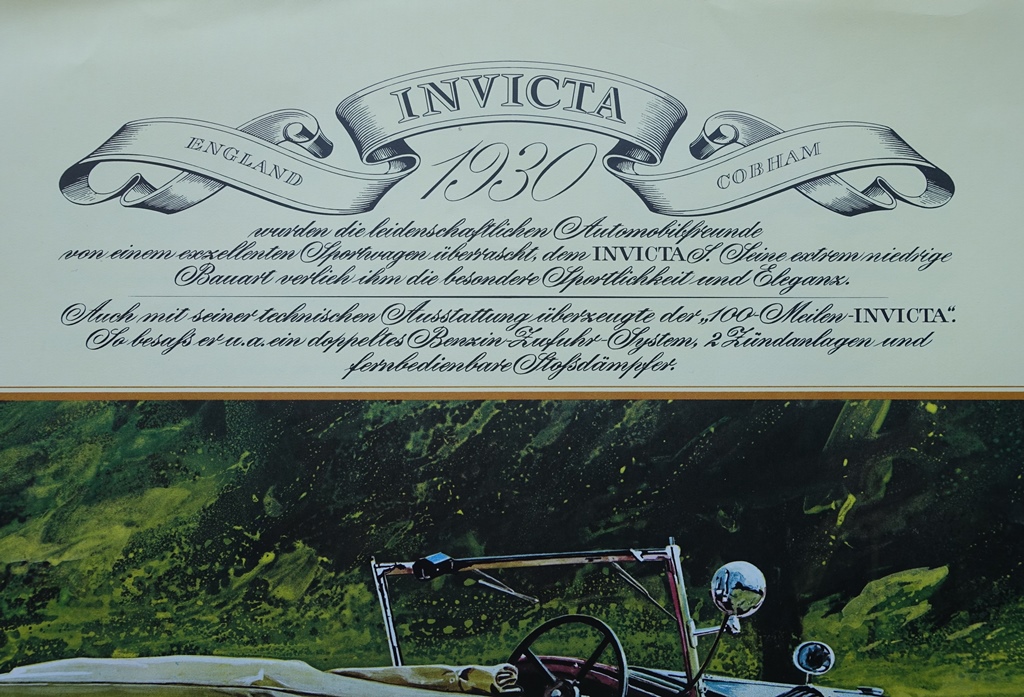 INVICTA
ENGLAND
1930
COBHAM
wurden die leidenschaftlichen Automobilfreunde
von einem exzellenten Sportwagen überrascht, dem INVICTA S. Seine extrem niedrige
Bauart verlich ihm die besondere Sportlichkeit und Eleganz.
Auch mit seiner technischen Ausstattung überzeugte der „100-Meilen-INVICTA“.
So besaß er u.a. ein doppeltes Benzin-Zufuhr-System, 2 Zündanlagen und
fernbedienbare Stoßdämpfer.